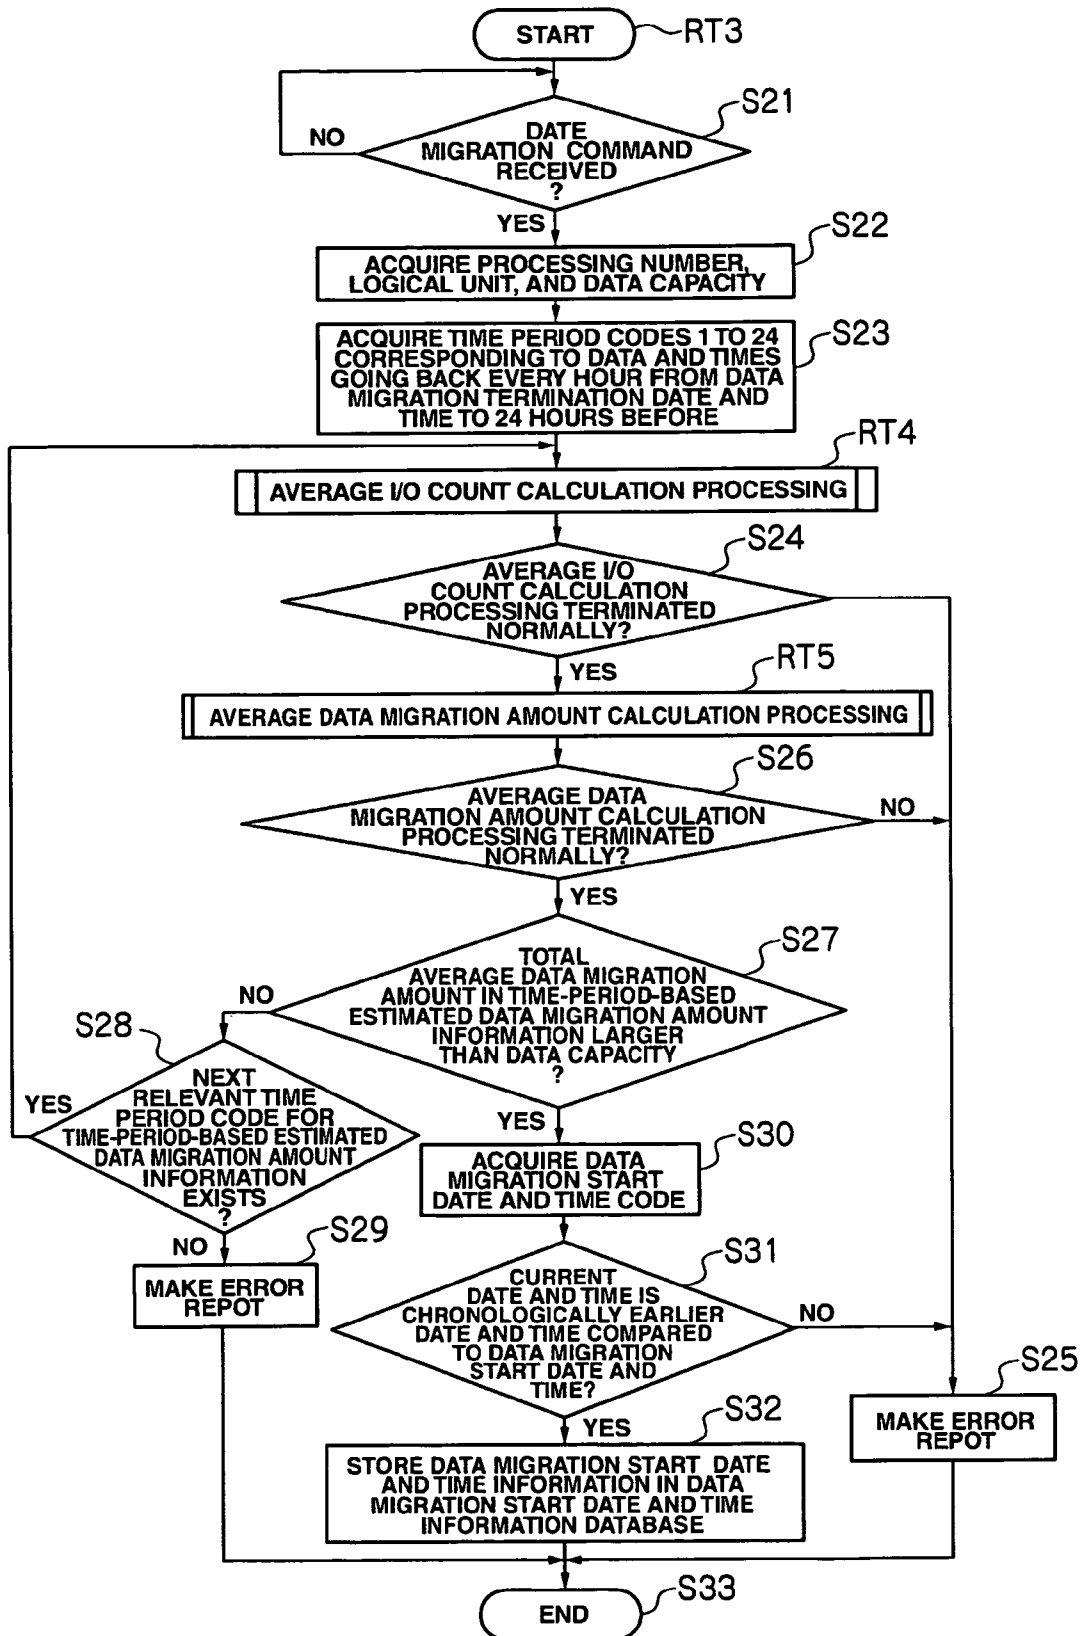 START
RT3
S21
DATE
MIGRATION COMMAND
RECEIVED
?
NO
YES
S22
ACQUIRE PROCESSING NUMBER,
LOGICAL UNIT, AND DATA CAPACITY
S23
ACQUIRE TIME PERIOD CODES 1 TO 24
CORRESPONDING TO DATA AND TIMES
GOING BACK EVERY HOUR FROM DATA
MIGRATION TERMINATION DATE AND
TIME TO 24 HOURS BEFORE
RT4
AVERAGE I/O COUNT CALCULATION PROCESSING
S24
AVERAGE I/O
COUNT CALCULATION
PROCESSING TERMINATED
NORMALLY?
YES
RT5
AVERAGE DATA MIGRATION AMOUNT CALCULATION PROCESSING
S26
AVERAGE DATA
MIGRATION AMOUNT CALCULATION
PROCESSING TERMINATED
NORMALLY?
NO
YES
S27
TOTAL
AVERAGE DATA MIGRATION
AMOUNT IN TIME-PERIOD-BASED
ESTIMATED DATA MIGRATION AMOUNT
INFORMATION LARGER
THAN DATA CAPACITY
?
NO
YES
S28
NEXT
RELEVANT TIME
PERIOD CODE FOR
TIME-PERIOD-BASED ESTIMATED
DATA MIGRATION AMOUNT
INFORMATION
EXISTS
?
YES
NO
S29
MAKE ERROR
REPOT
S30
ACQUIRE DATA
MIGRATION START
DATE AND TIME CODE
S31
CURRENT
DATE AND TIME IS
CHRONOLOGICALLY EARLIER
DATE AND TIME COMPARED
TO DATA MIGRATION
START DATE AND
TIME?
NO
YES
S25
MAKE ERROR
REPOT
S32
STORE DATA MIGRATION START DATE
AND TIME INFORMATION IN DATA
MIGRATION START DATE AND TIME
INFORMATION DATABASE
S33
END